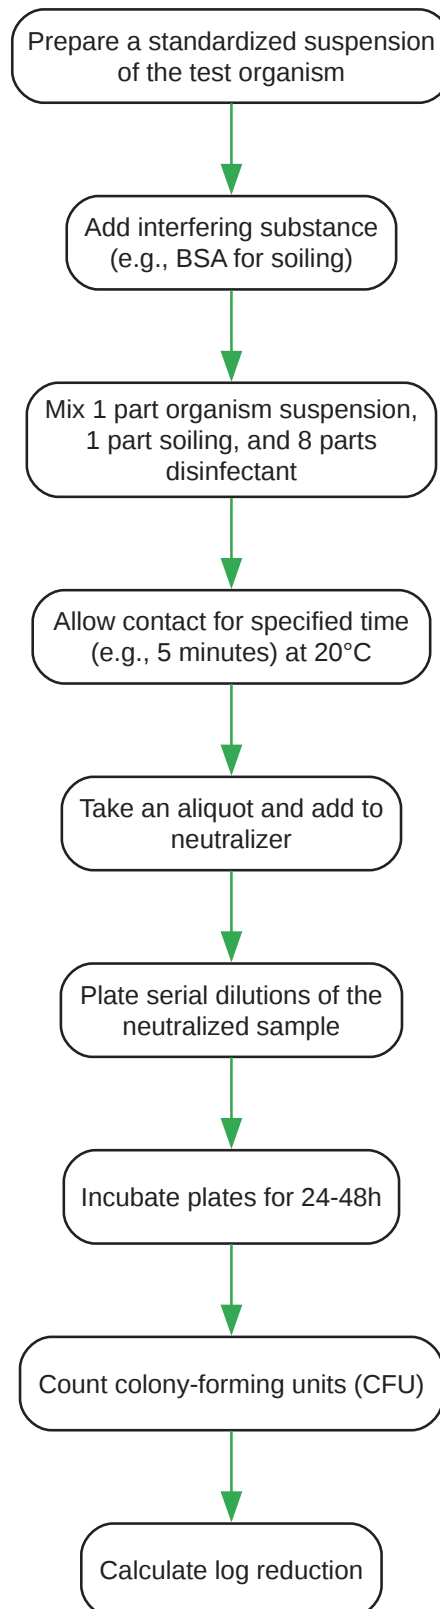 Prepare a standardized suspension
of the test organism
Add interfering substance
(e.g., BSA for soiling)
Mix 1 part organism suspension,
1 part soiling, and 8 parts
disinfectant
Allow contact for specified time
(e.g., 5 minutes) at 20°C
Take an aliquot and add to
neutralizer
Plate serial dilutions of the
neutralized sample
Incubate plates for 24-48h
Count colony-forming units (CFU)
Calculate log reduction